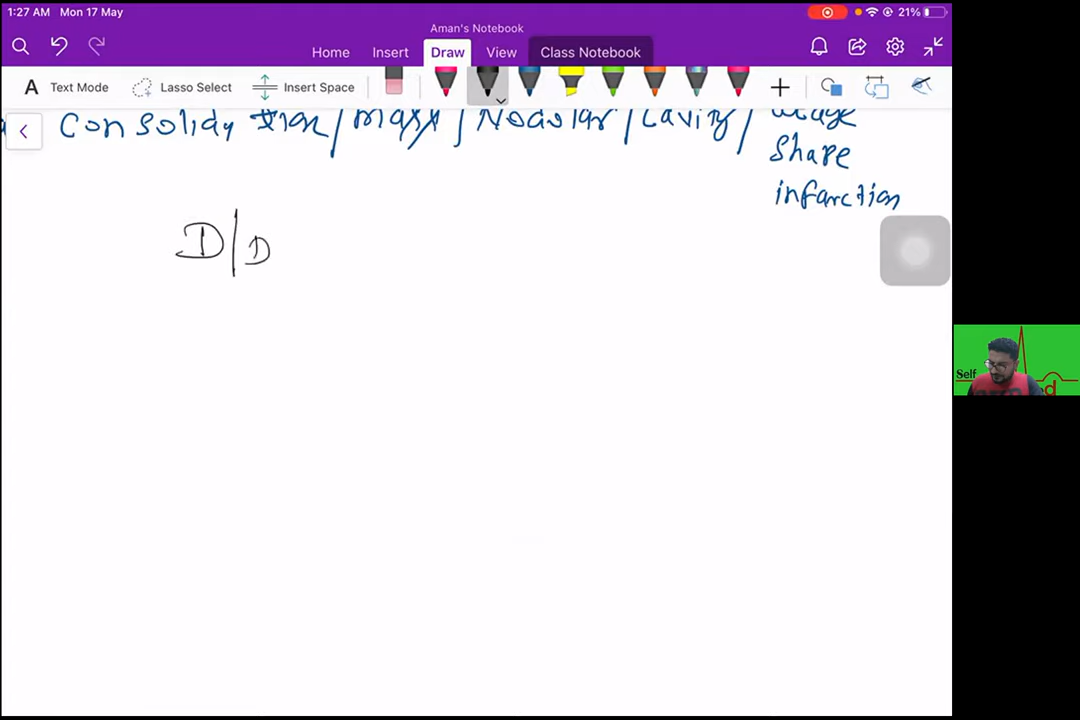 1:27 AM Mon 17 May 21%
Aman's Notebook
Home Insert Draw View Class Notebook
A Text Mode Lasso Select Insert Space
Consolidation / mass / Nodular / Cavity /
Shape
infarction
D|D
Self